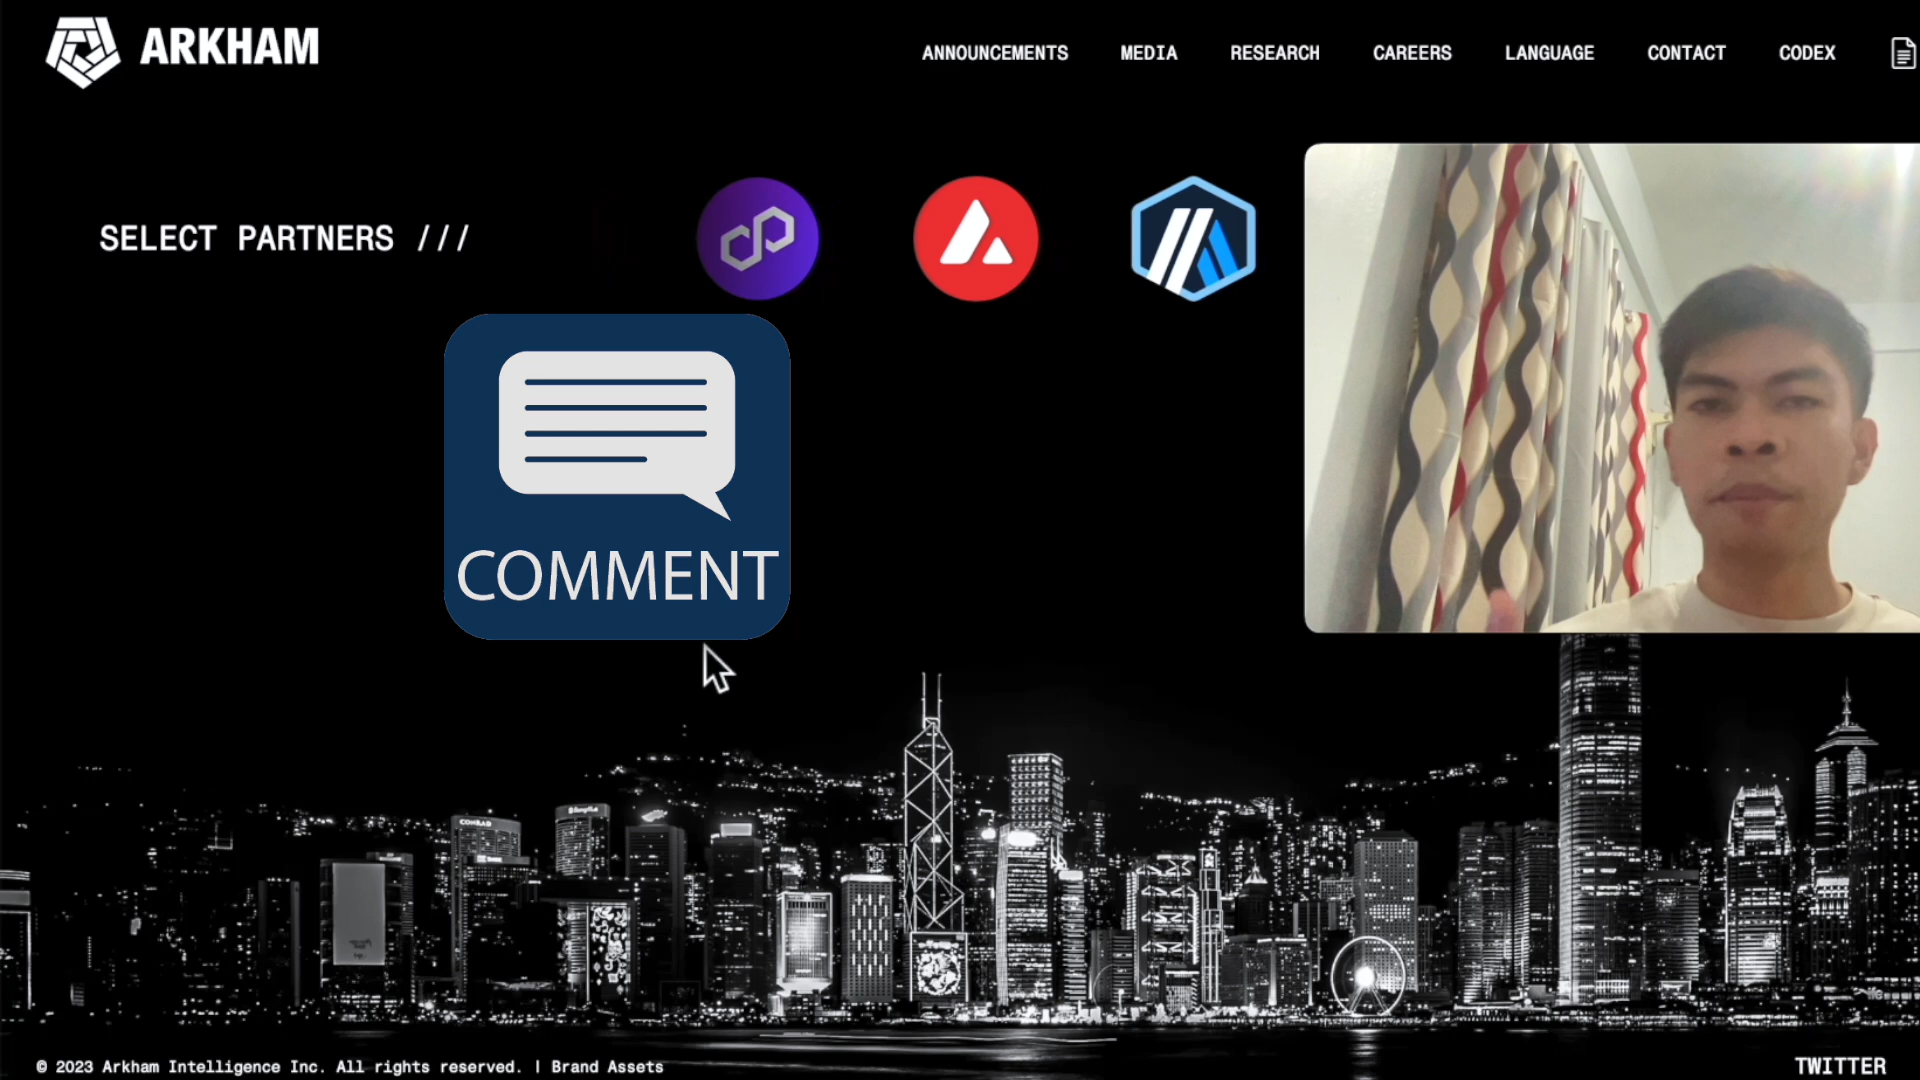 ARKHAM
ANNOUNCEMENTS
MEDIA
RESEARCH
CAREERS
LANGUAGE
CONTACT
CODEX
SELECT PARTNERS ///
COMMENT
CONRAD
© 2023 Arkham Intelligence Inc. All rights reserved. | Brand Assets
TWITTER